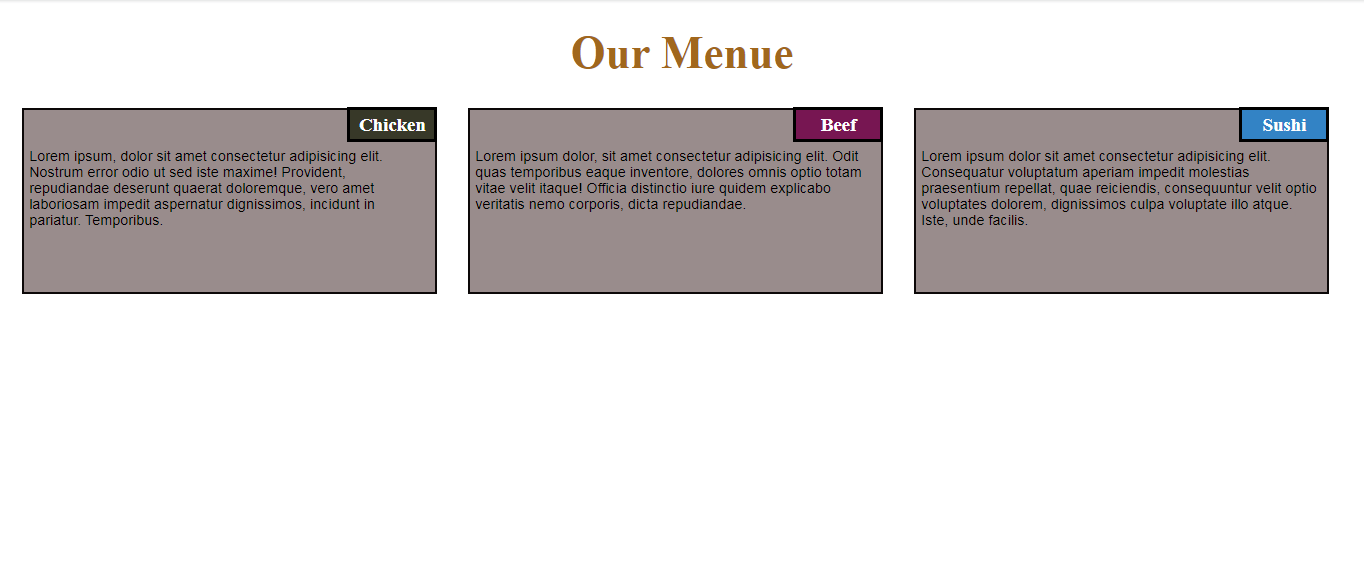 Our Menue
Chicken
Lorem ipsum, dolor sit amet consectetur adipisicing elit.
Nostrum error odio ut sed iste maxime! Provident,
repudiandae deserunt quaerat doloremque, vero amet
laboriosam impedit aspernatur dignissimos, incidunt in
pariatur. Temporibus.
Beef
Lorem ipsum dolor, sit amet consectetur adipisicing elit. Odit
quas temporibus eaque inventore, dolores omnis optio totam
vitae velit itaque! Officia distinctio iure quidem explicabo
veritatis nemo corporis, dicta repudiandae.
Sushi
Lorem ipsum dolor sit amet consectetur adipisicing elit.
Consequatur voluptatum aperiam impedit molestias
praesentium repellat, quae reiciendis, consequuntur velit optio
voluptates dolorem, dignissimos culpa voluptate illo atque.
Iste, unde facilis.